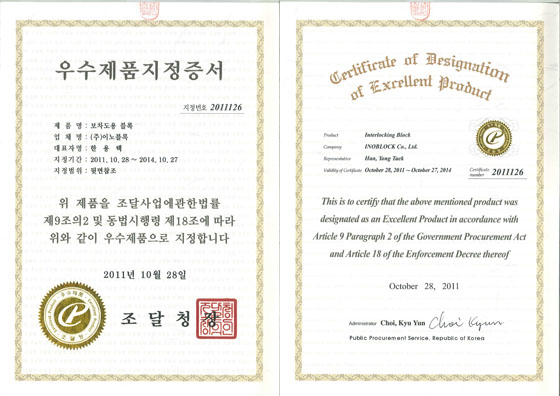 우수제품지정증서
지정번호 2011126
제 품 명 : 보차도용 블록
업 체 명 : (주)이노블록
대표자명 : 한 용 택
지정기간 : 2011. 10. 28 ~ 2014. 10. 27
지정범위 : 뒷면참조
위 제품을 조달사업에관한법률
제9조의2 및 동법시행령 제18조에 따라
위와 같이 우수제품으로 지정합니다
2011년 10월 28일
조 달 청 장
우수제품
조달청
Certificate of Designation
of Excellent Product
Product Interlocking Block
Company INOBLOCK Co., Ltd.
Representative Han, Yong Taek
Validity of Certificate October 28, 2011 ~ October 27, 2014
Certificate number 2011126
This is to certify that the above mentioned product was
designated as an Excellent Product in accordance with
Article 9 Paragraph 2 of the Government Procurement Act
and Article 18 of the Enforcement Decree thereof
October 28, 2011
Administrator Choi, Kyu Yun Choi Kyun
Public Procurement Service, Republic of Korea